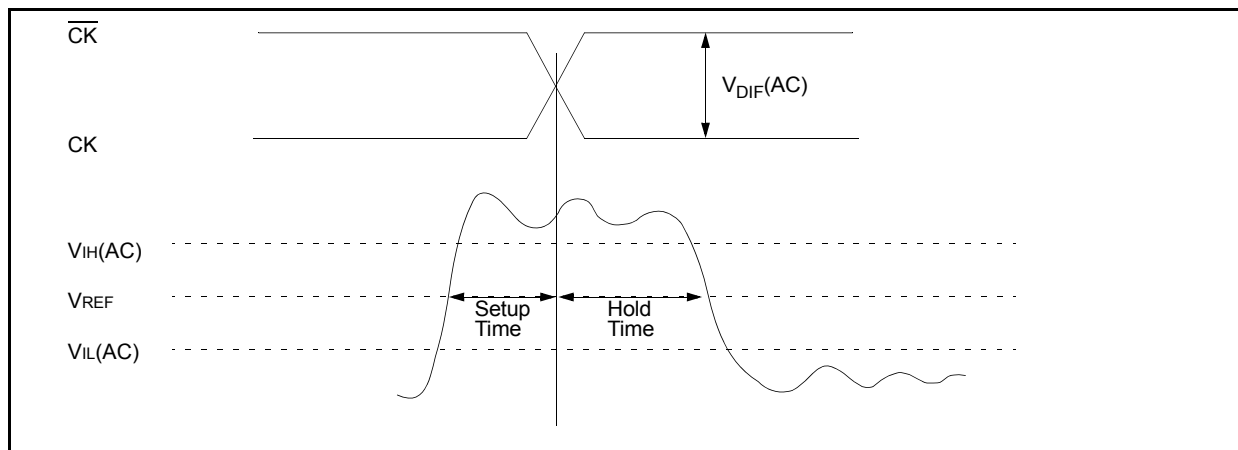 CK
VDIF(AC)
CK
VIH(AC)
VREF
Setup Time
Hold Time
VIL(AC)